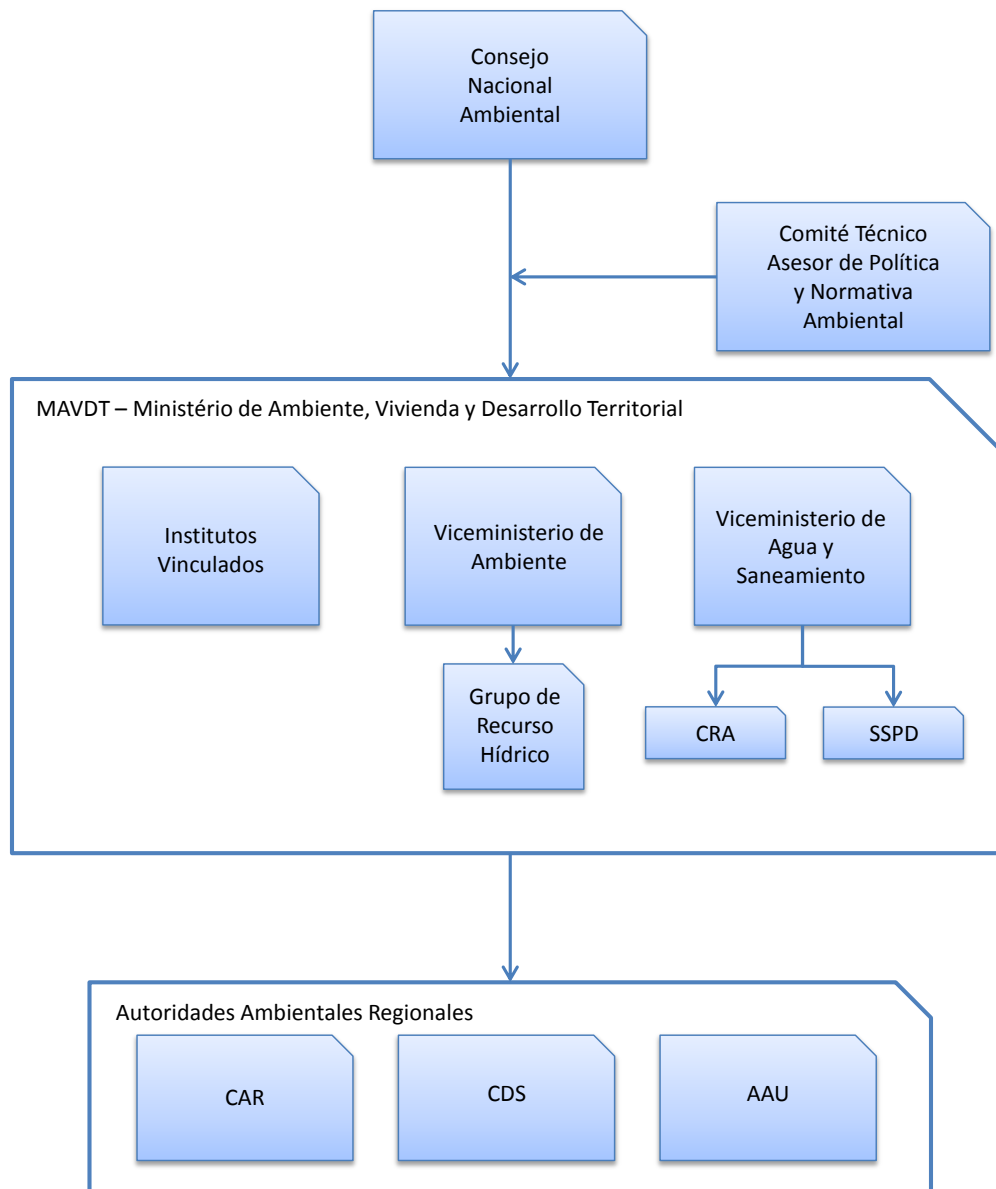 Consejo
Nacional
Ambiental
Comité Técnico
Asesor de Política
y Normativa
Ambiental
MAVDT – Ministério de Ambiente, Vivienda y Desarrollo Territorial
Institutos
Vinculados
Viceministerio de
Ambiente
Viceministerio de
Agua y
Saneamiento
Grupo de
Recurso
Hídrico
CRA
SSPD
Autoridades Ambientales Regionales
CAR
CDS
AAU